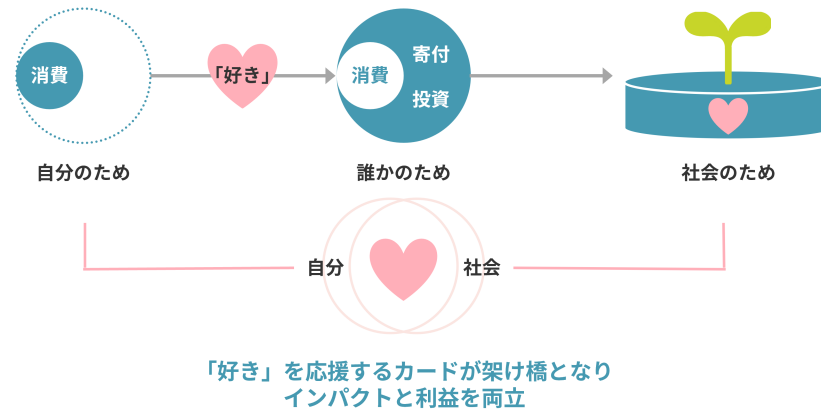 消費
「好き」
消費
寄付
投資
自分のため
誰かのため
社会のため
自分
社会
「好き」を応援するカードが架け橋となり
インパクトと利益を両立